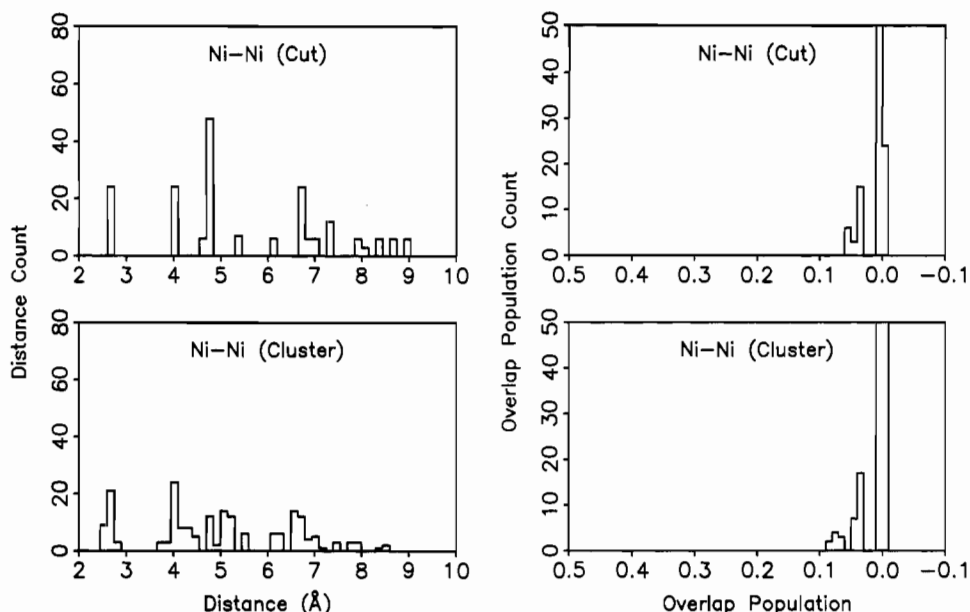 Distance Count
80
60
40
20
0
Ni-Ni (Cut)
2 3 4 5 6 7 8 9 10
80
60
40
20
0
Ni-Ni (Cluster)
2 3 4 5 6 7 8 9 10
Distance (Å)
Overlap Population Count
50
40
30
20
10
0
Ni-Ni (Cut)
0.5 0.4 0.3 0.2 0.1 0.0 -0.1
50
40
30
20
10
0
Ni-Ni (Cluster)
0.5 0.4 0.3 0.2 0.1 0.0 -0.1
Overlap Population